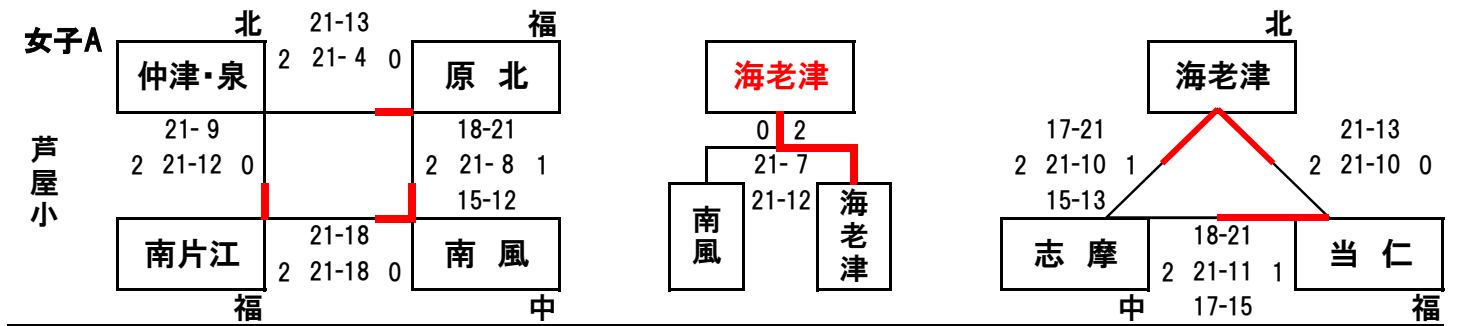 女子A
芦屋小
北
福
仲津・泉
21-13
2 21- 4 0
原 北
21- 9
2 21-12 0
18-21
2 21- 8 1
15-12
南片江
21-18
2 21-18 0
南 風
福
中
海老津
0 2
21- 7
21-12
南風
海老津
北
海老津
17-21
2 21-10 1
15-13
21-13
2 21-10 0
志 摩
18-21
2 21-11 1
17-15
当 仁
中
福